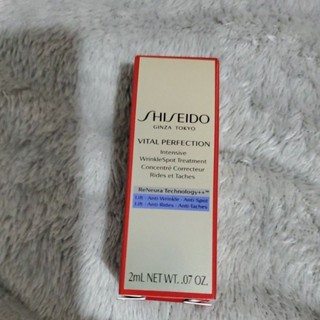 SHISEIDO
GINZA TOKYO
VITAL PERFECTION
Intensive
WrinkleSpot Treatment
Concentré Correcteur
Rides et Taches
ReNeura Technology++™
Lift - Anti-Wrinkle - Anti-Spot
Lift - Anti-Rides - Anti-Taches
2mL NET WT. .07 OZ.